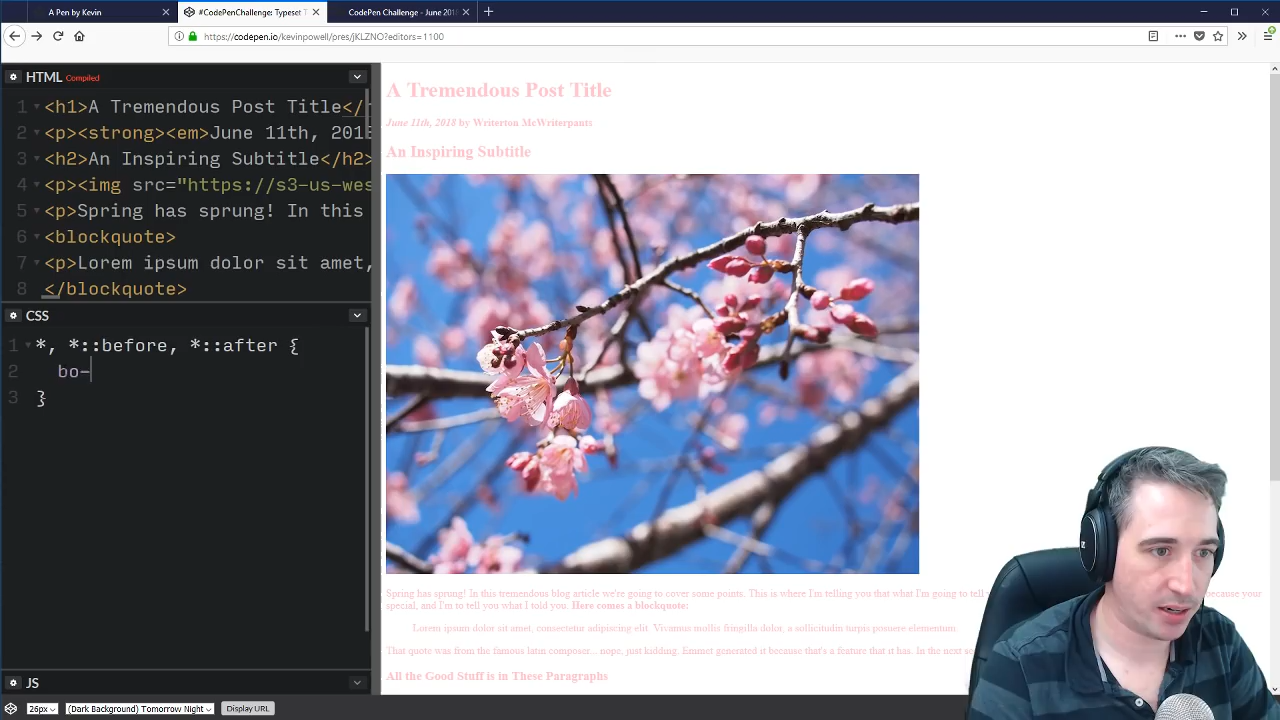 A Pen by Kevin
#CodePenChallenge: Typeset T
CodePen Challenge - June 2018
https://codepen.io/kevinpowell/pres/jKLZNO?editors=1100
HTML Compiled
1 <h1>A Tremendous Post Title</h
2 <p><strong><em>June 11th, 2018
3 <h2>An Inspiring Subtitle</h2>
4 <p><img src="https://s3-us-wes
5 <p>Spring has sprung! In this
6 <blockquote>
7 <p>Lorem ipsum dolor sit amet,
8 </blockquote>
CSS
1 *, *::before, *::after {
2 bo-
3 }
JS
26px
(Dark Background) Tomorrow Night
Display URL
A Tremendous Post Title
June 11th, 2018 by Writerton McWriterpants
An Inspiring Subtitle
Spring has sprung! In this tremendous blog article we're going to cover some points. This is where I'm telling you that what I'm going to tell because your
special, and I'm to tell you what I told you. Here comes a blockquote:
Lorem ipsum dolor sit amet, consectetur adipiscing elit. Vivamus mollis fringilla dolor, a sollicitudin turpis posuere elementum.
That quote was from the famous latin composer... nope, just kidding. Emmet generated it because that's a feature that it has. In the next
All the Good Stuff is in These Paragraphs